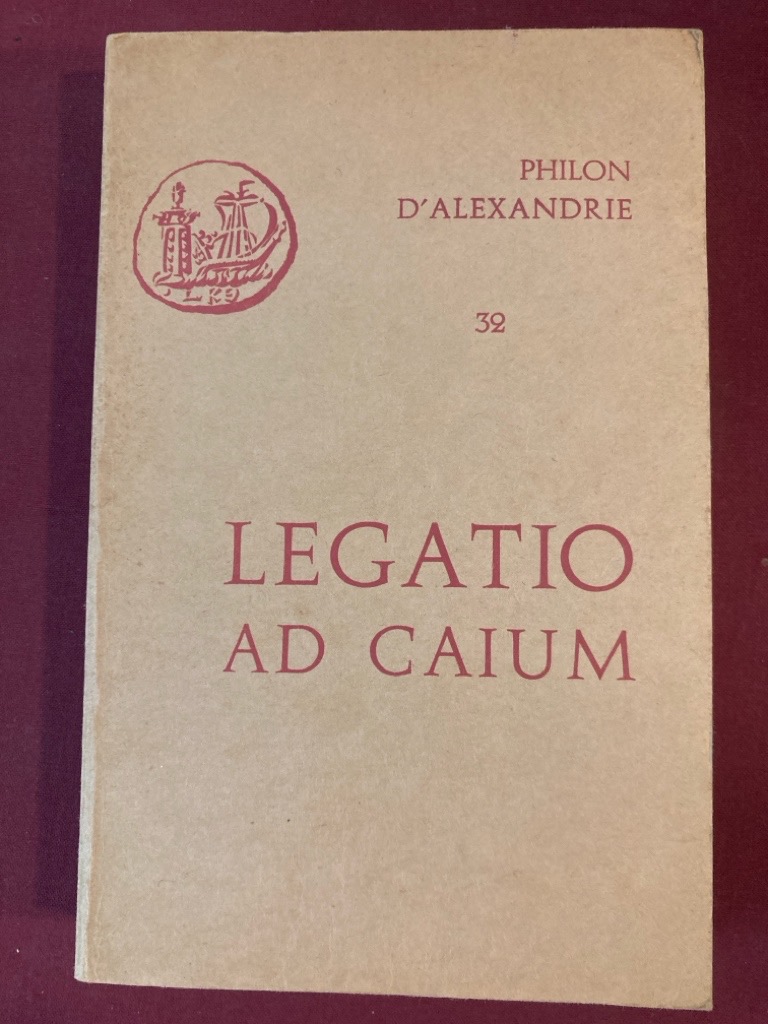 PHILON
D'ALEXANDRIE
32
LEGATIO
AD CAIUM